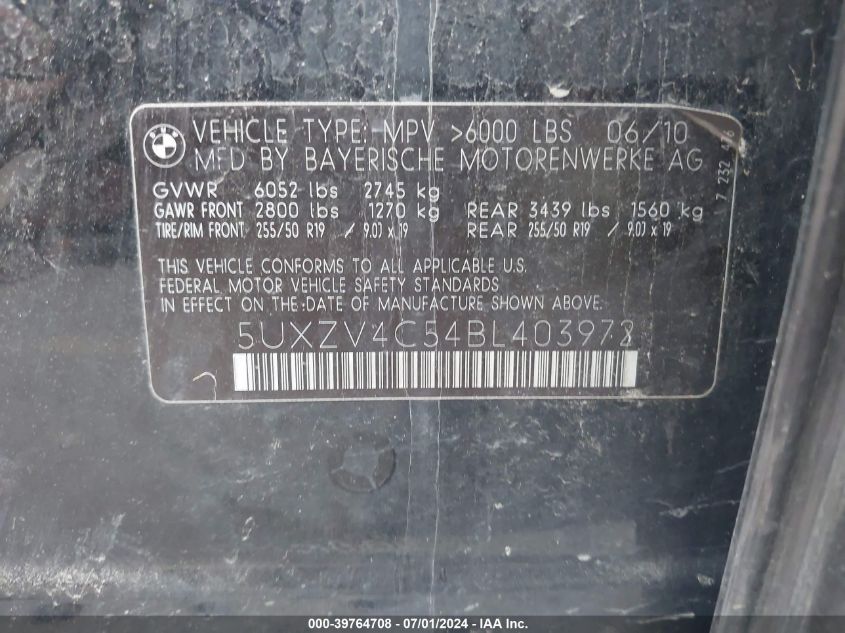 VEHICLE TYPE: MPV >6000 LBS 06/10
MFD BY BAYERISCHE MOTORENWERKE AG
GVWR 6052 lbs 2745 kg
GAWR FRONT 2800 lbs 1270 kg REAR 3439 lbs 1560 kg
TIRE/RIM FRONT 255/50 R19 / 9.0J x 19 REAR 255/50 R19 / 9.0J x 19
THIS VEHICLE CONFORMS TO ALL APPLICABLE U.S.
FEDERAL MOTOR VEHICLE SAFETY STANDARDS
IN EFFECT ON THE DATE OF MANUFACTURE SHOWN ABOVE.
5UXZV4C54BL403972
7 232
000-39764708 - 07/01/2024 - IAA Inc.